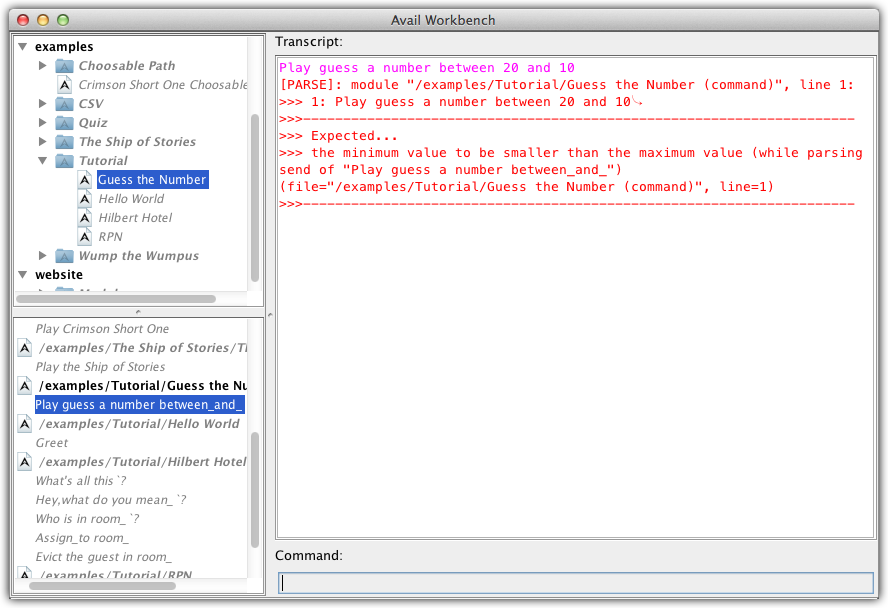 Avail Workbench
examples
Choosable Path
Crimson Short One Choosable
CSV
Quiz
The Ship of Stories
Tutorial
Guess the Number
Hello World
Hilbert Hotel
RPN
Wump the Wumpus
website
Play Crimson Short One
/examples/The Ship of Stories/
Play the Ship of Stories
/examples/Tutorial/Guess the Nu
Play guess a number between_and_
/examples/Tutorial/Hello World
Greet
/examples/Tutorial/Hilbert Hotel
What's all this`?
Hey,what do you mean_`?
Who is in room_`?
Assign_to room_
Evict the guest in room_
/examples/Tutorial/RPN
Transcript:
Play guess a number between 20 and 10
[PARSE]: module "/examples/Tutorial/Guess the Number (command)", line 1:
>>> 1: Play guess a number between 20 and 10⤷
>>>---------------------------------------------------------------------
>>> Expected...
>>> the minimum value to be smaller than the maximum value (while parsing
send of "Play guess a number between_and_")
(file="/examples/Tutorial/Guess the Number (command)", line=1)
>>>---------------------------------------------------------------------
Command: